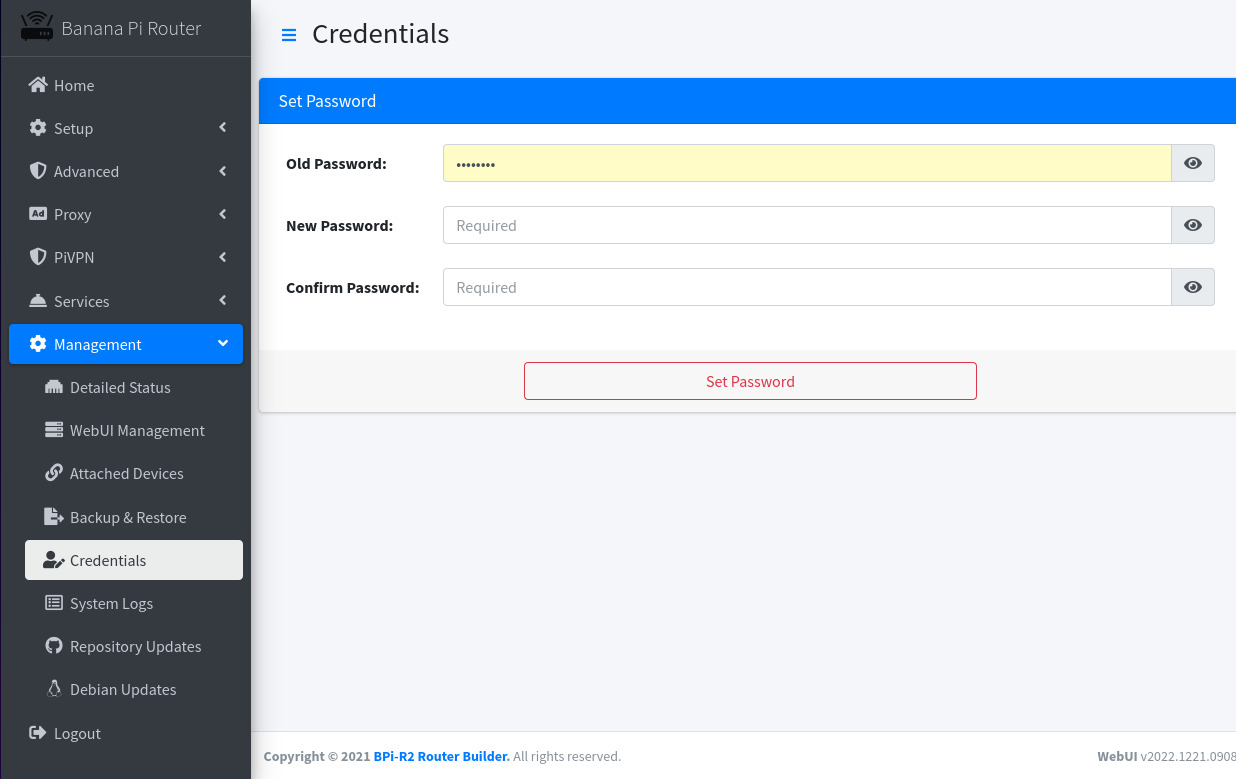 Banana Pi Router
Credentials
Home
Setup
Advanced
Ad Proxy
PiVPN
Services
Management
Detailed Status
WebUI Management
Attached Devices
Backup & Restore
Credentials
System Logs
Repository Updates
Debian Updates
Logout
Set Password
Old Password: ••••••••
New Password: Required
Confirm Password: Required
Set Password
Copyright © 2021 BPi-R2 Router Builder. All rights reserved.
WebUI v2022.1221.0908